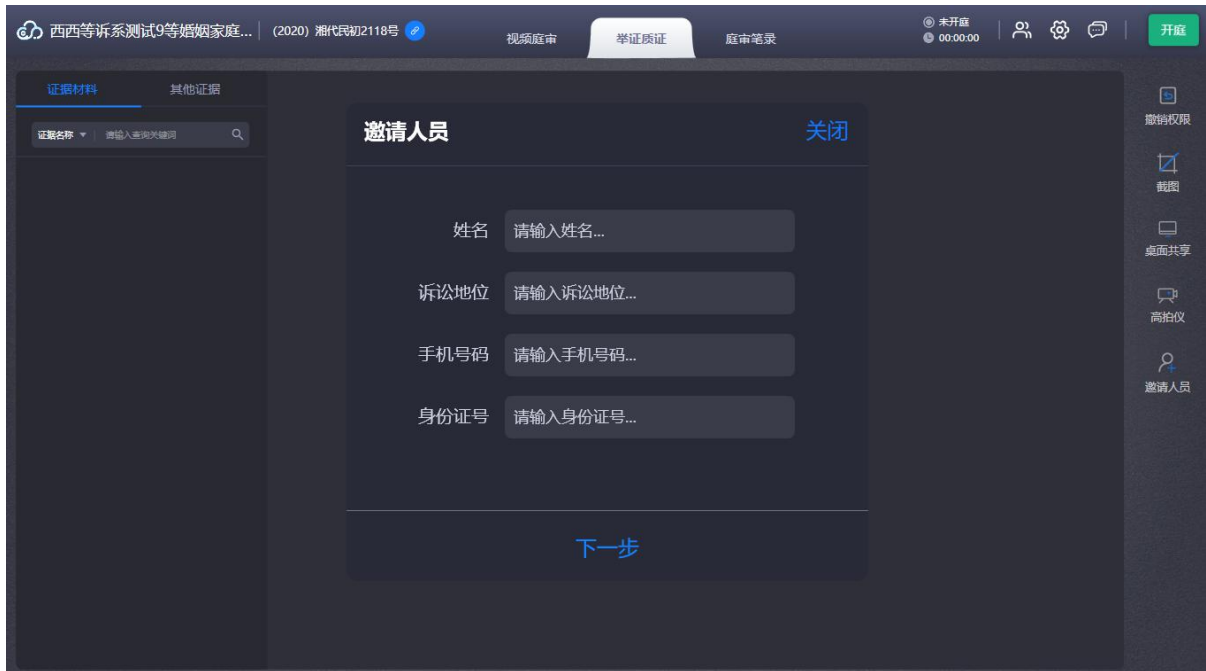 西西等诉系测试9等婚姻家庭...
(2020) 湘代民初2118号
视频庭审
举证质证
庭审笔录
未开庭
00:00:00
开庭
证据材料
其他证据
证据名称
请输入查询关键词
邀请人员
关闭
姓名 请输入姓名...
诉讼地位 请输入诉讼地位...
手机号码 请输入手机号码...
身份证号 请输入身份证号...
下一步
撤销权限
截图
桌面共享
高拍仪
邀请人员